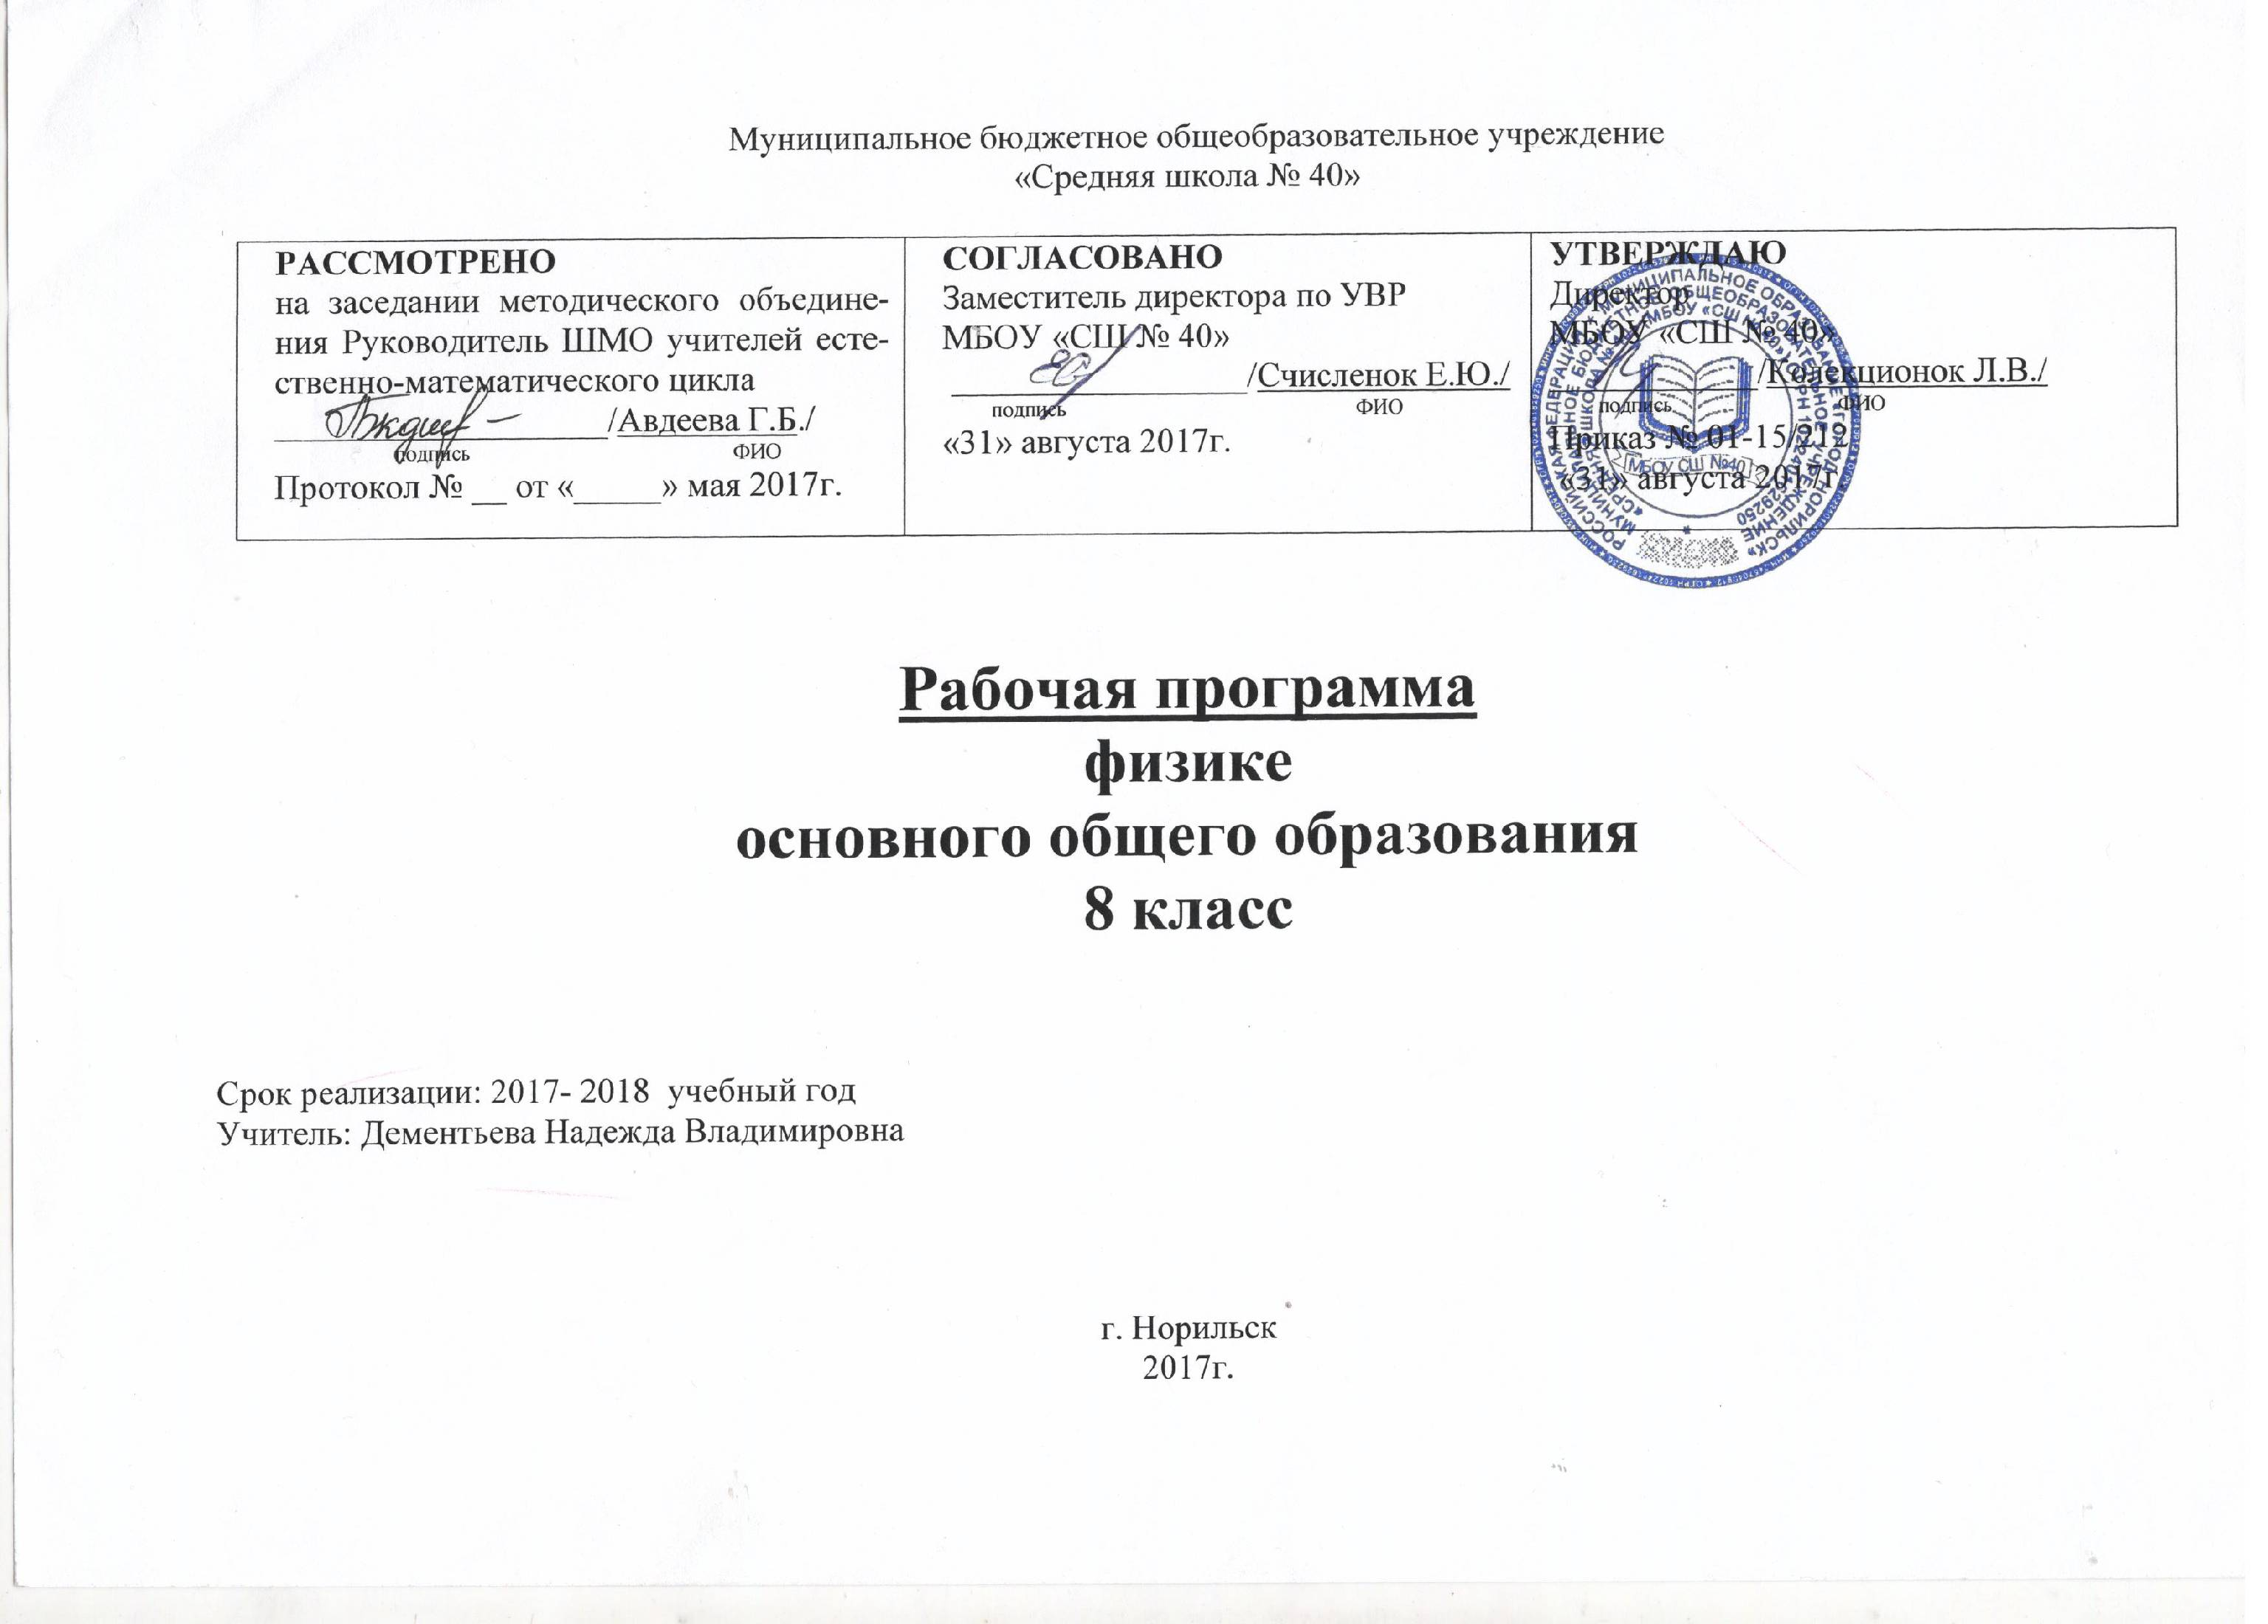 Муниципальное бюджетное общеобразовательное учреждение
«Средняя школа № 40»
РАССМОТРЕНО
на заседании методического объедине-
ния Руководитель ШМО учителей есте-
ственно-математического цикла
/Авдеева Г.Б./
подпись ФИО
Протокол № __ от «_____» мая 2017г.
СОГЛАСОВАНО
Заместитель директора по УВР
МБОУ «СШ № 40»
/Счисленок Е.Ю./
подпись ФИО
«31» августа 2017г.
УТВЕРЖДАЮ
Директор
МБОУ «СШ № 40»
/Колекционок Л.В./
подпись ФИО
Приказ № 01-15/212
«31» августа 2017г
МБОУ СШ №40
Рабочая программа
физике
основного общего образования
8 класс
Срок реализации: 2017- 2018 учебный год
Учитель: Дементьева Надежда Владимировна
г. Норильск
2017г.